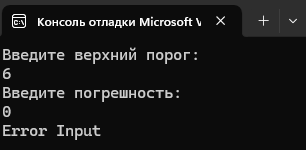 Консоль отладки Microsoft V
Введите верхний порог:
6
Введите погрешность:
0
Error Input